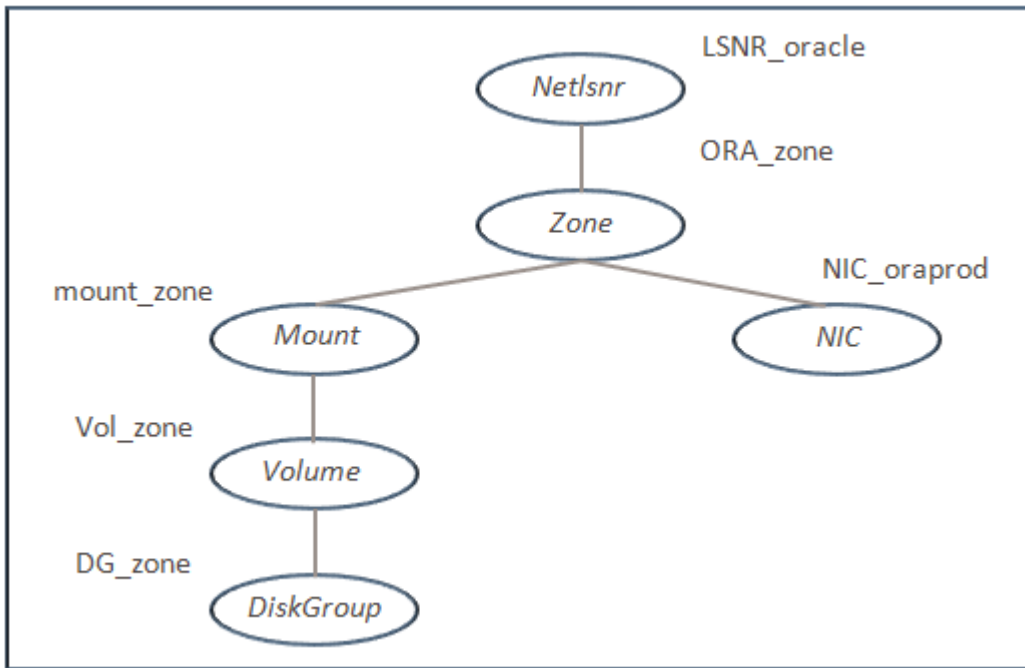 LSNR_oracle
Netlsnr
ORA_zone
Zone
NIC_oraprod
mount_zone
Mount
NIC
Vol_zone
Volume
DG_zone
DiskGroup